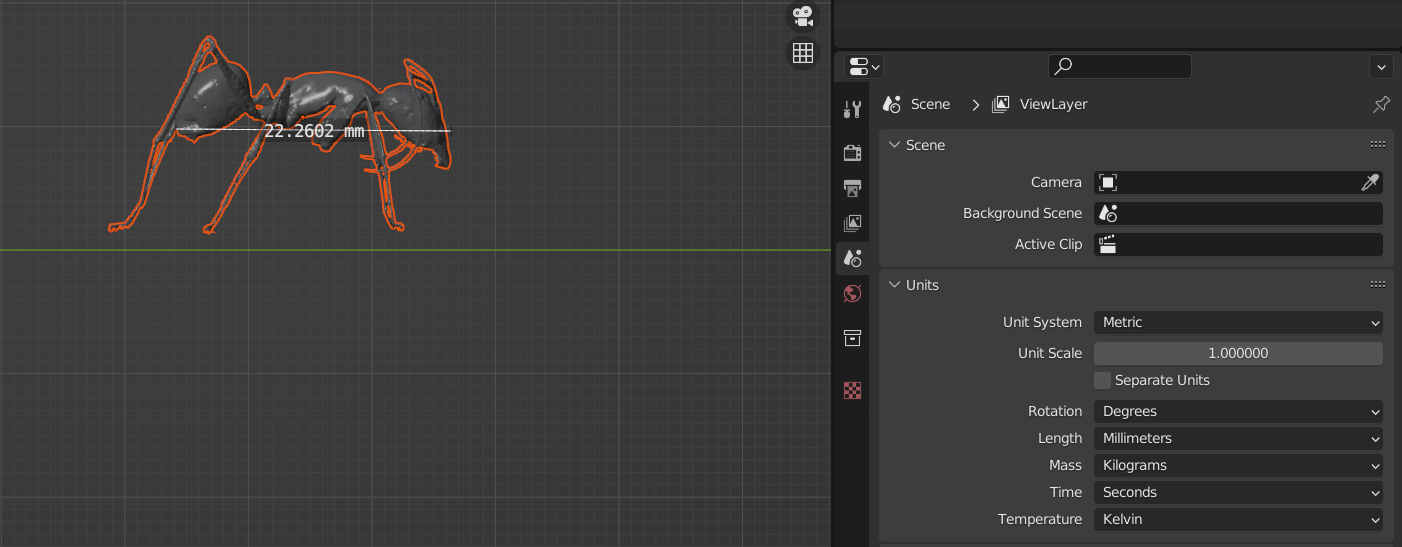 22.2602 mm
Scene
ViewLayer
Scene
Camera
Background Scene
Active Clip
Units
Unit System Metric
Unit Scale 1.000000
Separate Units
Rotation Degrees
Length Millimeters
Mass Kilograms
Time Seconds
Temperature Kelvin